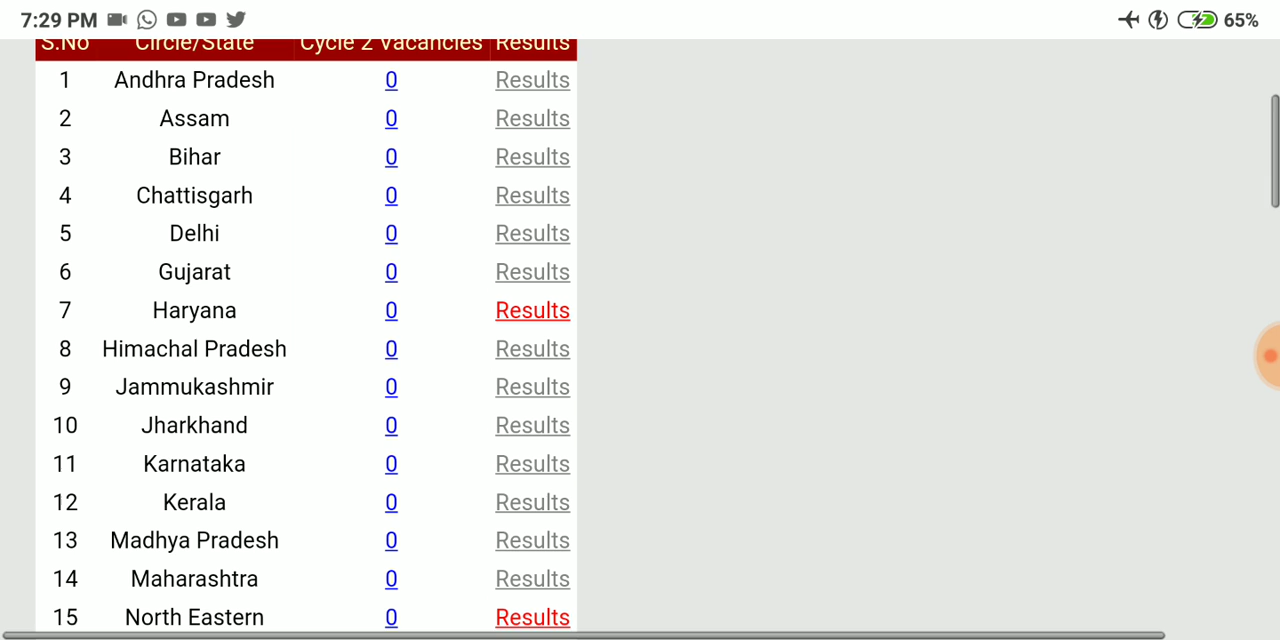 7:29 PM 65%
S.No Circle/State Cycle 2 Vacancies Results
1 Andhra Pradesh 0 Results
2 Assam 0 Results
3 Bihar 0 Results
4 Chattisgarh 0 Results
5 Delhi 0 Results
6 Gujarat 0 Results
7 Haryana 0 Results
8 Himachal Pradesh 0 Results
9 Jammukashmir 0 Results
10 Jharkhand 0 Results
11 Karnataka 0 Results
12 Kerala 0 Results
13 Madhya Pradesh 0 Results
14 Maharashtra 0 Results
15 North Eastern 0 Results